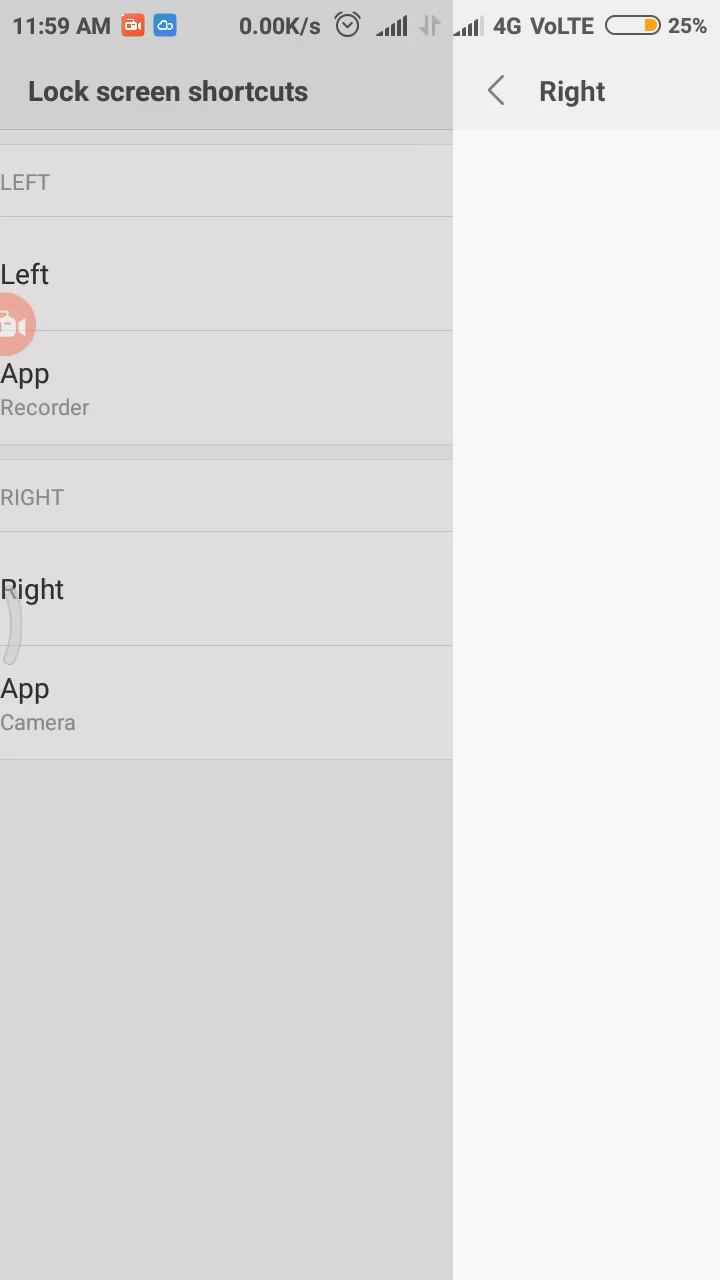 11:59 AM 0.00K/s 4G VoLTE 25%
Lock screen shortcuts
Right
LEFT
Left
App
Recorder
RIGHT
Right
App
Camera